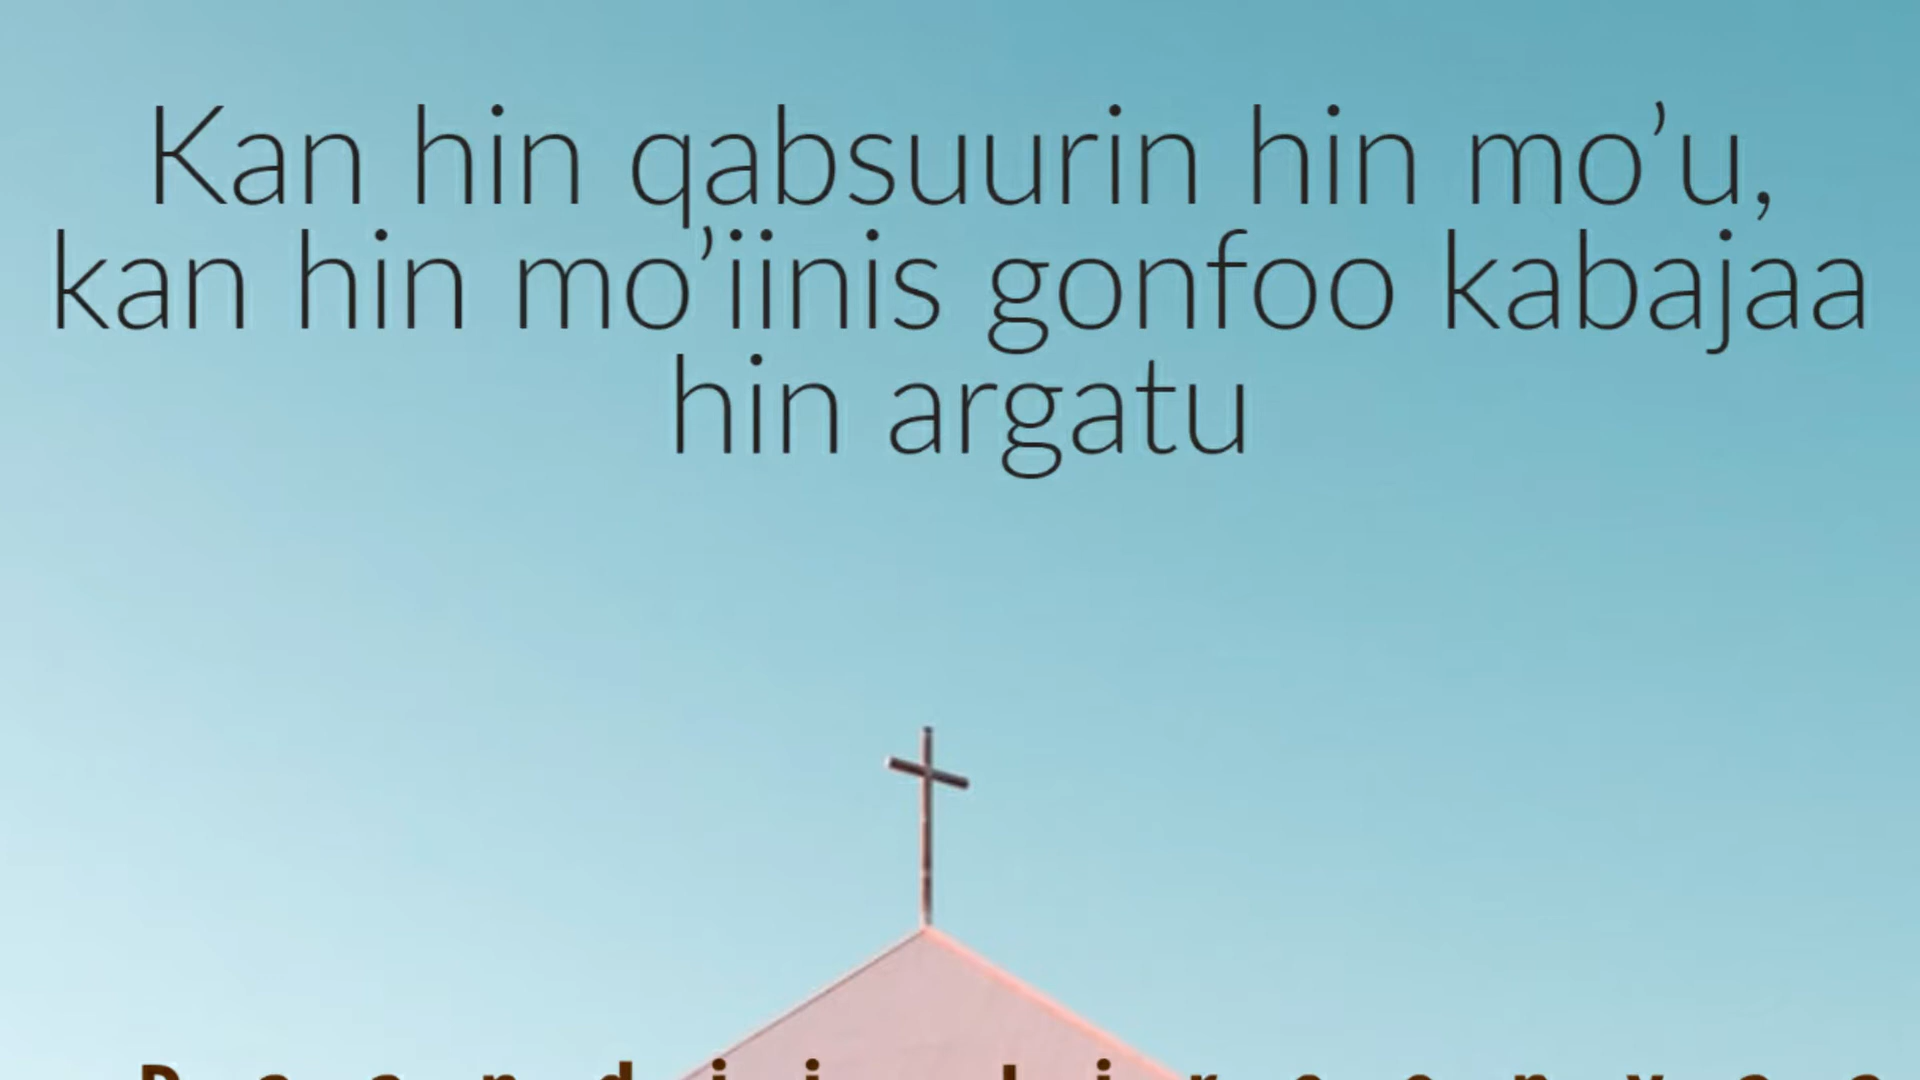 Kan hin qabsuurin hin mo’u,
kan hin mo’iinis gonfoo kabajaa
hin argatu